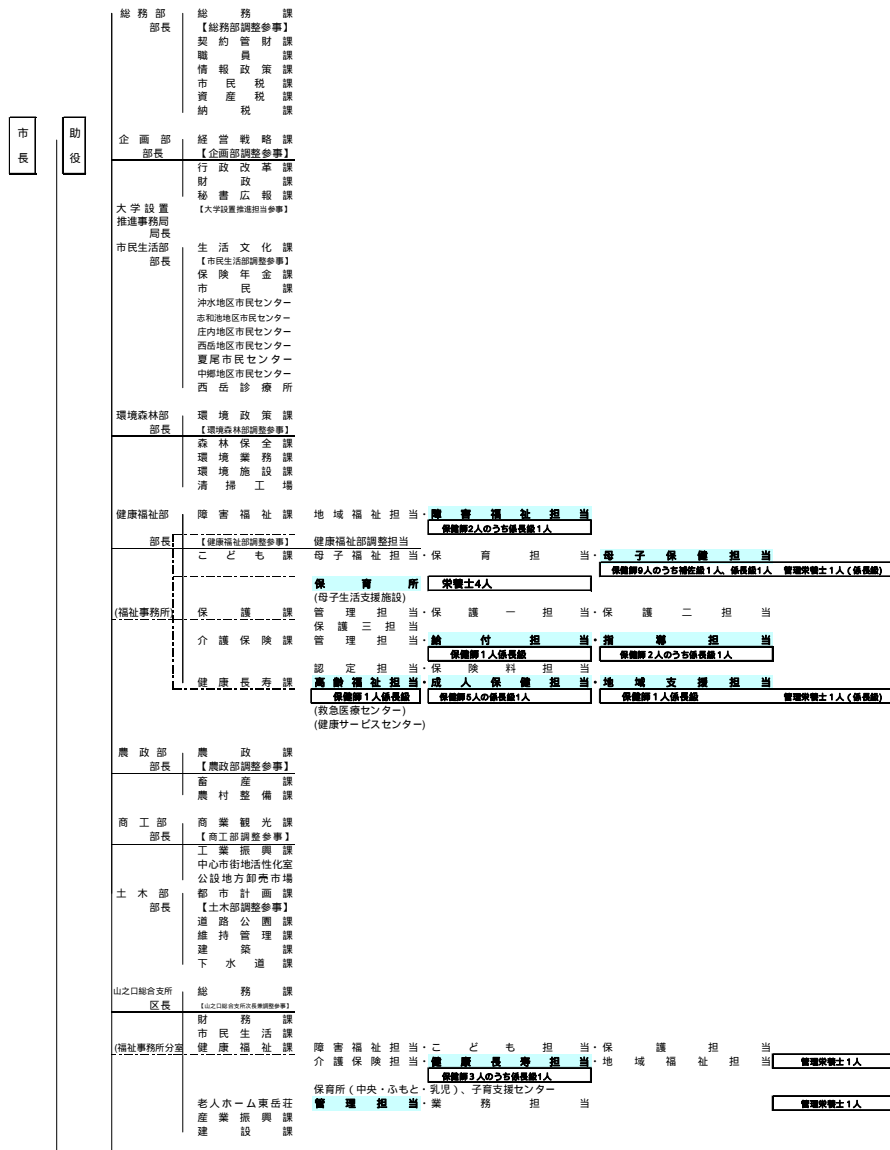 市長
助役
総務部 総務課
部長 【総務部調整参事】
契約管財課
職員課
情報政策課
市民税課
資産税課
納税課
企画部 経営戦略課
部長 【企画部調整参事】
行政改革課
財政課
秘書広報課
大学設置 【大学設置推進担当参事】
推進事務局
局長
市民生活部 生活文化課
部長 【市民生活部調整参事】
保険年金課
市民課
沖水地区市民センター
志和池地区市民センター
庄内地区市民センター
西岳地区市民センター
夏尾市民センター
中郷地区市民センター
西岳診療所
環境森林部 環境政策課
部長 【環境森林部調整参事】
森林保全課
環境業務課
環境施設課
清掃工場
健康福祉部 障害福祉課 地域福祉担当・障害福祉担当
保健師2人のうち係長級1人
部長 【健康福祉部調整参事】 健康福祉部調整担当
こども課 母子福祉担当・保育担当・母子保健担当
保健師9人のうち補佐級1人、係長級1人 管理栄養士1人(係長級)
保育所 栄養士4人
(母子生活支援施設)
(福祉事務所) 保護課 管理担当・保護一担当・保護二担当
保護三担当
介護保険課 管理担当・給付担当・指導担当
保健師1人係長級 保健師2人のうち係長級1人
認定担当・保険料担当
健康長寿課 高齢福祉担当・成人保健担当・地域支援担当
保健師1人係長級 保健師5人の係長級1人 保健師1人係長級 管理栄養士1人(係長級)
(救急医療センター)
(健康サービスセンター)
農政部 農政課
部長 【農政部調整参事】
畜産課
農村整備課
商工部 商業観光課
部長 【商工部調整参事】
工業振興課
中心市街地活性化室
公設地方卸売市場
土木部 都市計画課
部長 【土木部調整参事】
道路公園課
維持管理課
建築課
下水道課
山之口総合支所 総務課
区長 【山之口総合支所次長兼調整参事】
財務課
市民生活課
(福祉事務所分室 健康福祉課 障害福祉担当・こども担当・保護担当
介護保険担当・健康長寿担当・地域福祉担当 管理栄養士1人
保健師3人のうち係長級1人
保育所(中央・ふもと・乳児)、子育支援センター
老人ホーム東岳荘 管理担当・業務担当 管理栄養士1人
産業振興課
建設課